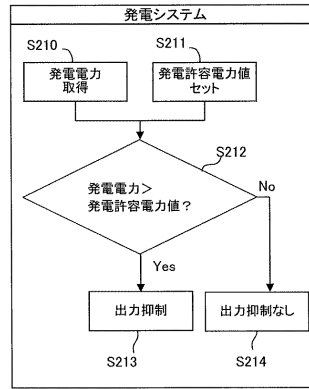 発電システム
S210
S211
発電電力
取得
発電許容電力値
セット
S212
発電電力>
発電許容電力値?
No
Yes
出力抑制
出力抑制なし
S213
S214